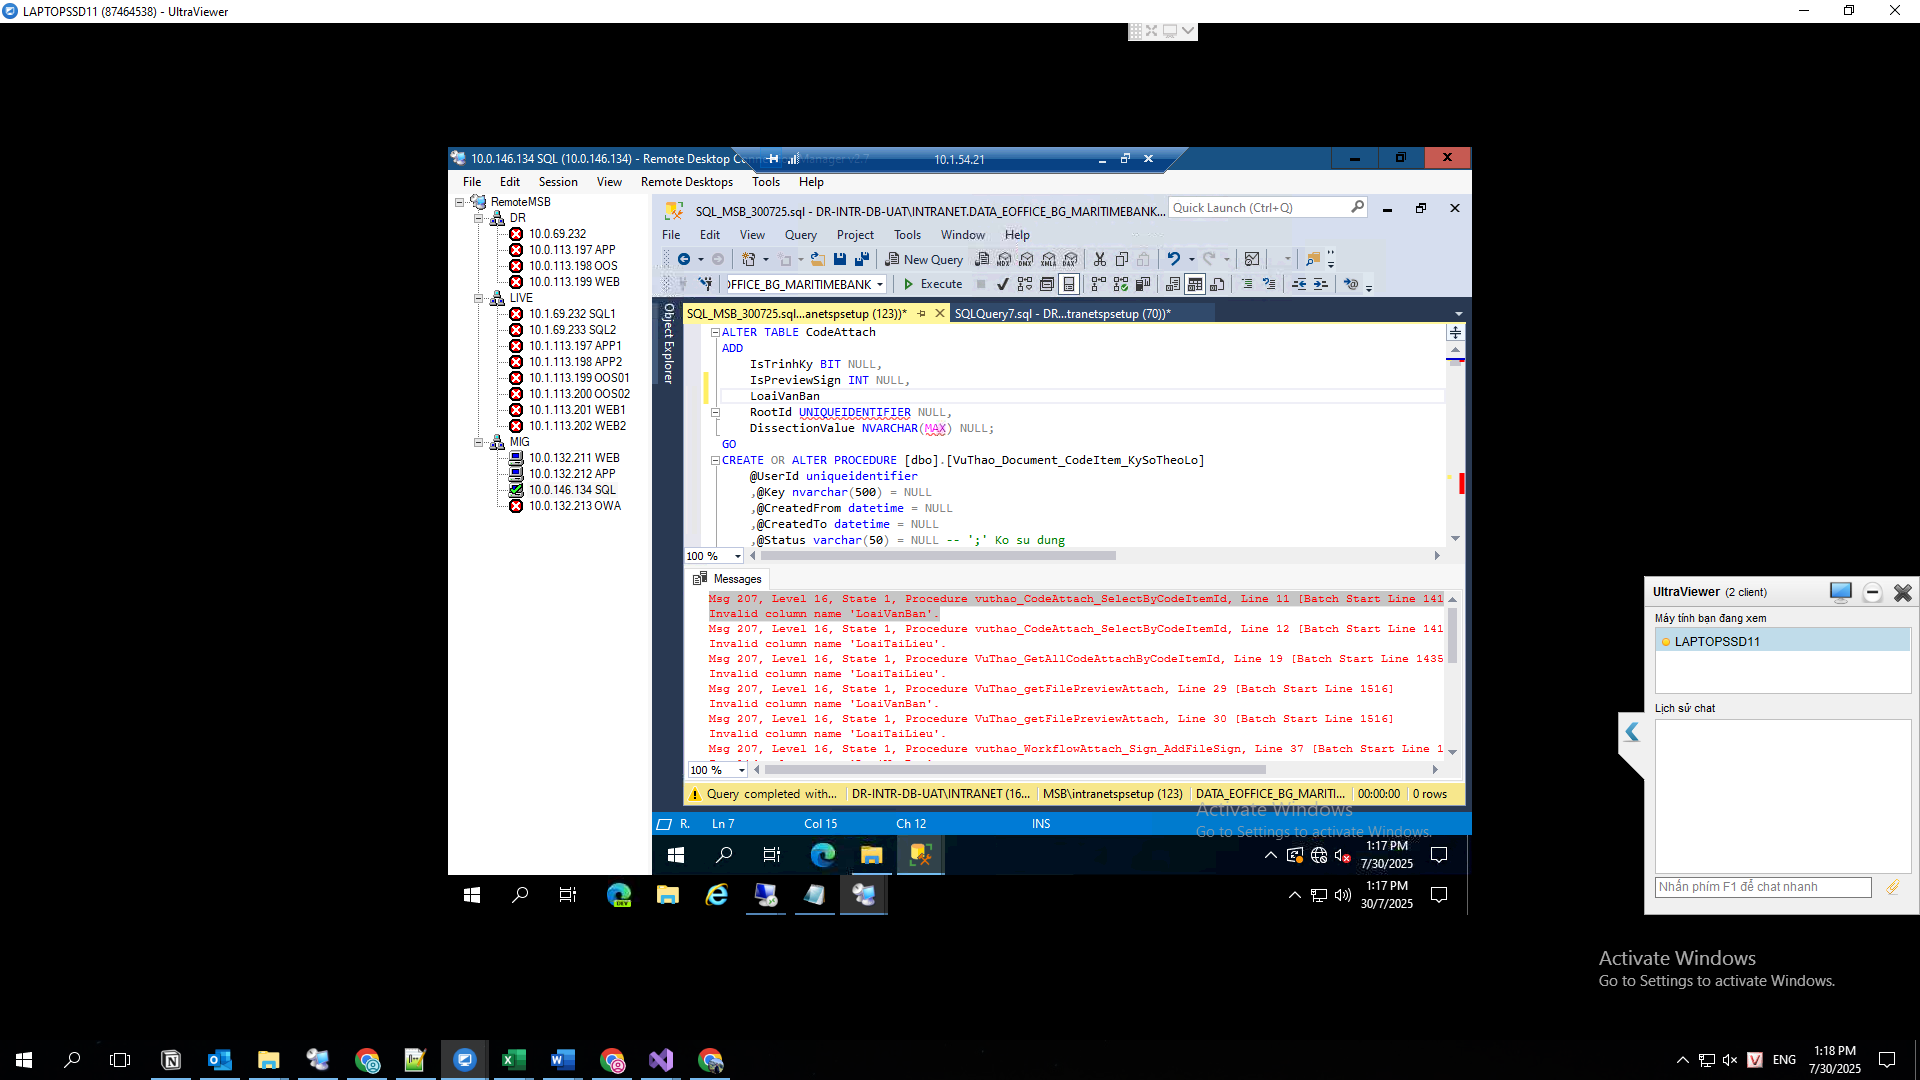 LAPTOPSSD11 (87464538) - UltraViewer
10.0.146.134 SQL (10.0.146.134) - Remote Desktop
10.1.54.21
File Edit Session View Remote Desktops Tools Help
RemoteMSB
DR
10.0.69.232
10.0.113.197 APP
10.0.113.198 OOS
10.0.113.199 WEB
LIVE
10.1.69.232 SQL1
10.1.69.233 SQL2
10.1.113.197 APP1
10.1.113.198 APP2
10.1.113.199 OOS01
10.1.113.200 OOS02
10.1.113.201 WEB1
10.1.113.202 WEB2
MIG
10.0.132.211 WEB
10.0.132.212 APP
10.0.146.134 SQL
10.0.132.213 OWA
SQL_MSB_300725.sql - DR-INTR-DB-UAT\INTRANET.DATA_EOFFICE_BG_MARITIMEBANK...
Quick Launch (Ctrl+Q)
File Edit View Query Project Tools Window Help
New Query
MDX DMX XMLA DAX
OFFICE_BG_MARITIMEBANK
Execute
Object Explorer
SQL_MSB_300725.sql...anetspsetup (123))*
SQLQuery7.sql - DR...tranetspsetup (70))*
ALTER TABLE CodeAttach
ADD
IsTrinhKy BIT NULL,
IsPreviewSign INT NULL,
LoaiVanBan
RootId UNIQUEIDENTIFIER NULL,
DissectionValue NVARCHAR(MAX) NULL;
GO
CREATE OR ALTER PROCEDURE [dbo].[VuThao_Document_CodeItem_KySoTheoLo]
@UserId uniqueidentifier
,@Key nvarchar(500) = NULL
,@CreatedFrom datetime = NULL
,@CreatedTo datetime = NULL
,@Status varchar(50) = NULL -- ';' Ko su dung
100 %
Messages
Msg 207, Level 16, State 1, Procedure vuthao_CodeAttach_SelectByCodeItemId, Line 11 [Batch Start Line 141
Invalid column name 'LoaiVanBan'.
Msg 207, Level 16, State 1, Procedure vuthao_CodeAttach_SelectByCodeItemId, Line 12 [Batch Start Line 141
Invalid column name 'LoaiTaiLieu'.
Msg 207, Level 16, State 1, Procedure VuThao_GetAllCodeAttachByCodeItemId, Line 19 [Batch Start Line 1435
Invalid column name 'LoaiTaiLieu'.
Msg 207, Level 16, State 1, Procedure VuThao_getFilePreviewAttach, Line 29 [Batch Start Line 1516]
Invalid column name 'LoaiVanBan'.
Msg 207, Level 16, State 1, Procedure VuThao_getFilePreviewAttach, Line 30 [Batch Start Line 1516]
Invalid column name 'LoaiTaiLieu'.
Msg 207, Level 16, State 1, Procedure vuthao_WorkflowAttach_Sign_AddFileSign, Line 37 [Batch Start Line 1
100 %
Query completed with... DR-INTR-DB-UAT\INTRANET (16... MSB\intranetspsetup (123) DATA_EOFFICE_BG_MARITI... 00:00:00 0 rows
Activate Windows
Go to Settings to activate Windows.
R. Ln 7 Col 15 Ch 12 INS
1:17 PM
7/30/2025
1:17 PM
30/7/2025
UltraViewer (2 client)
Máy tính bạn đang xem
LAPTOPSSD11
Lịch sử chat
Nhấn phím F1 để chat nhanh
Activate Windows
Go to Settings to activate Windows.
ENG
1:18 PM
7/30/2025